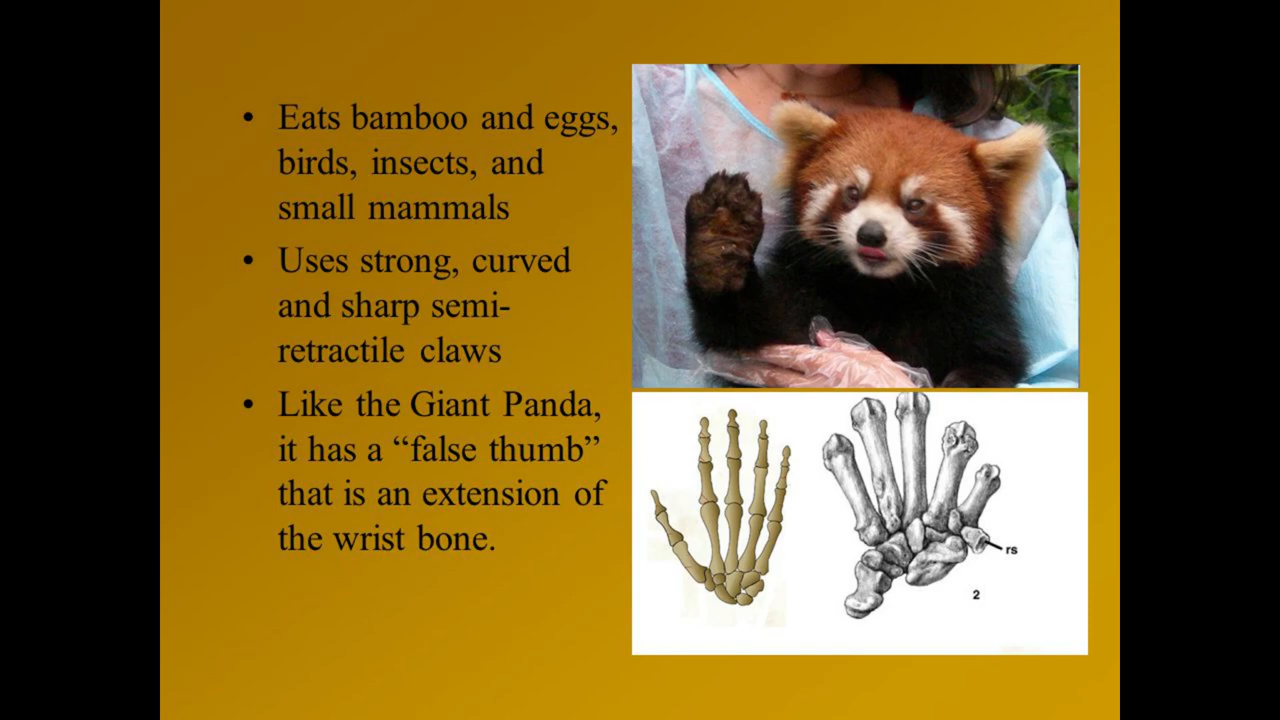 • Eats bamboo and eggs,
birds, insects, and
small mammals
• Uses strong, curved
and sharp semi-
retractile claws
• Like the Giant Panda,
it has a “false thumb”
that is an extension of
the wrist bone.
rs
2